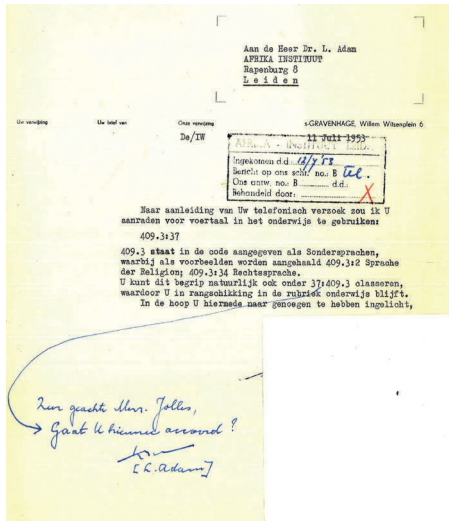 Aan de Heer Dr. L. Adam
AFRIKA INSTITUUT
Rapenburg 8
Leiden
Uw verwijzing Uw brief van Onze verwijzing s-GRAVENHAGE, Willem Witsenplein 6
De/IW 11 Juli 1953
AFRIKA - INSTITUUT LEID.
Ingekomen d.d.: 12/7 53
Bericht op ons schr. no.: B tel.
Ons antw. no.: B d.d.:
Behandeld door: X
Naar aanleiding van Uw telefonisch verzoek zou ik U
aanraden voor voertaal in het onderwijs te gebruiken:
409.3:37
409.3 staat in de code aangegeven als Sondersprachen,
waarbij als voorbeelden worden aangehaald 409.3:2 Sprache
der Religion; 409.3:34 Rechtssprache.
U kunt dit begrip natuurlijk ook onder 37:409.3 classeren,
waardoor U in rangschikking in de rubriek onderwijs blijft.
In de hoop U hiermede naar genoegen te hebben ingelicht,
Zeer geachte Mevr. Jolles,
Gaat U hiermee accoord?
[L. Adam]